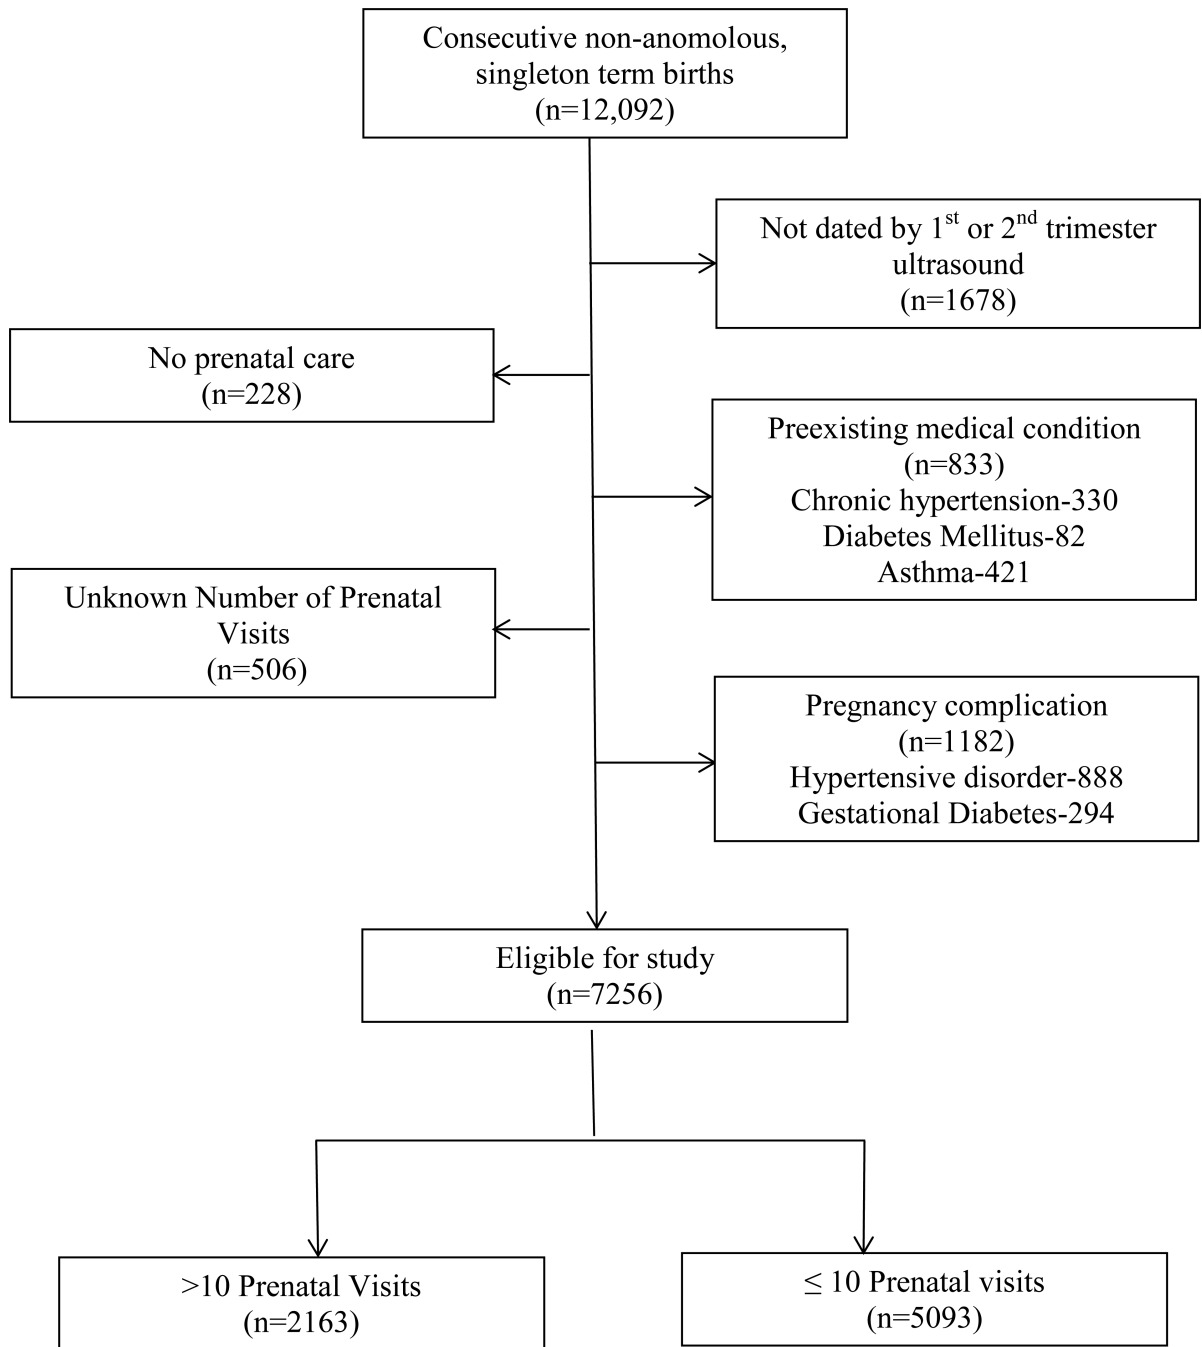 Consecutive non-anomolous,
singleton term births
(n=12,092)
Not dated by 1st or 2nd trimester
ultrasound
(n=1678)
No prenatal care
(n=228)
Preexisting medical condition
(n=833)
Chronic hypertension-330
Diabetes Mellitus-82
Asthma-421
Unknown Number of Prenatal
Visits
(n=506)
Pregnancy complication
(n=1182)
Hypertensive disorder-888
Gestational Diabetes-294
Eligible for study
(n=7256)
>10 Prenatal Visits
(n=2163)
≤ 10 Prenatal visits
(n=5093)